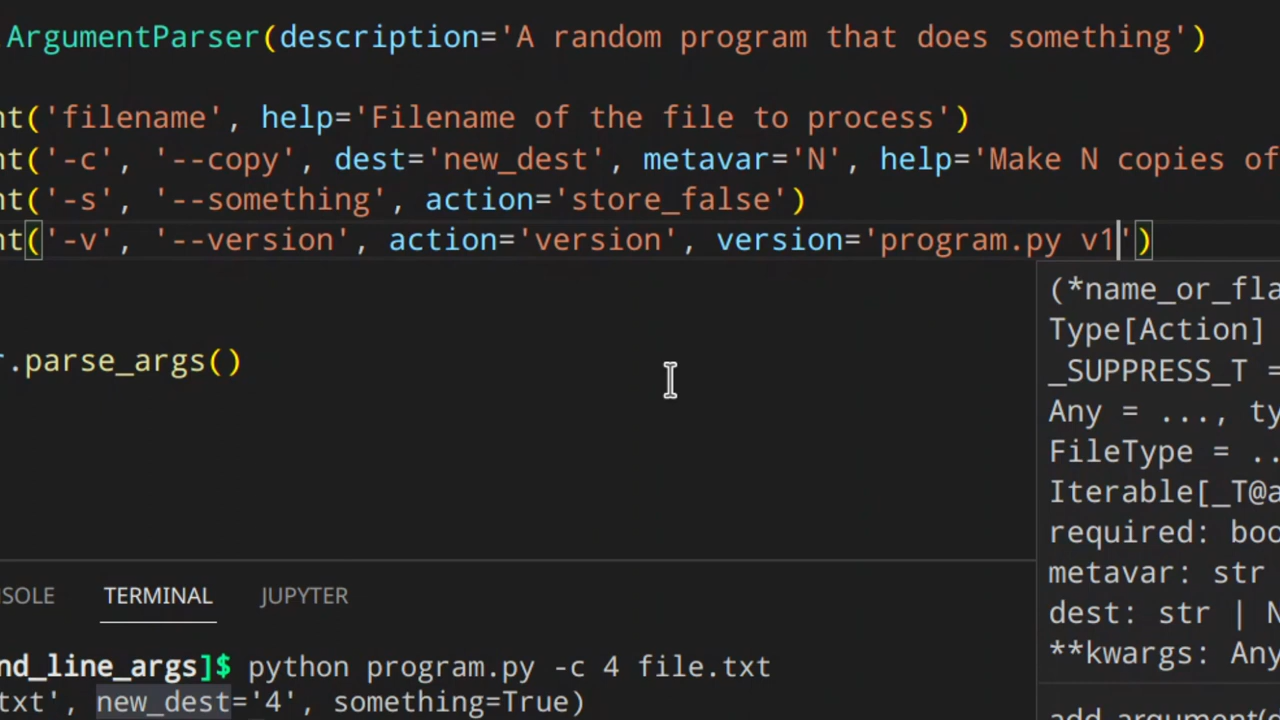 ArgumentParser(description='A random program that does something')
nt('filename', help='Filename of the file to process')
nt('-c', '--copy', dest='new_dest', metavar='N', help='Make N copies of
nt('-s', '--something', action='store_false')
nt('-v', '--version', action='version', version='program.py v1')
(*name_or_fla
Type[Action]
r.parse_args()
_SUPPRESS_T =
Any = ..., ty
FileType = ..
Iterable[_T@a
required: boo
metavar: str
dest: str | N
**kwargs: Any
add_argument(
SOLE TERMINAL JUPYTER
nd_line_args]$ python program.py -c 4 file.txt
txt', new_dest='4', something=True)